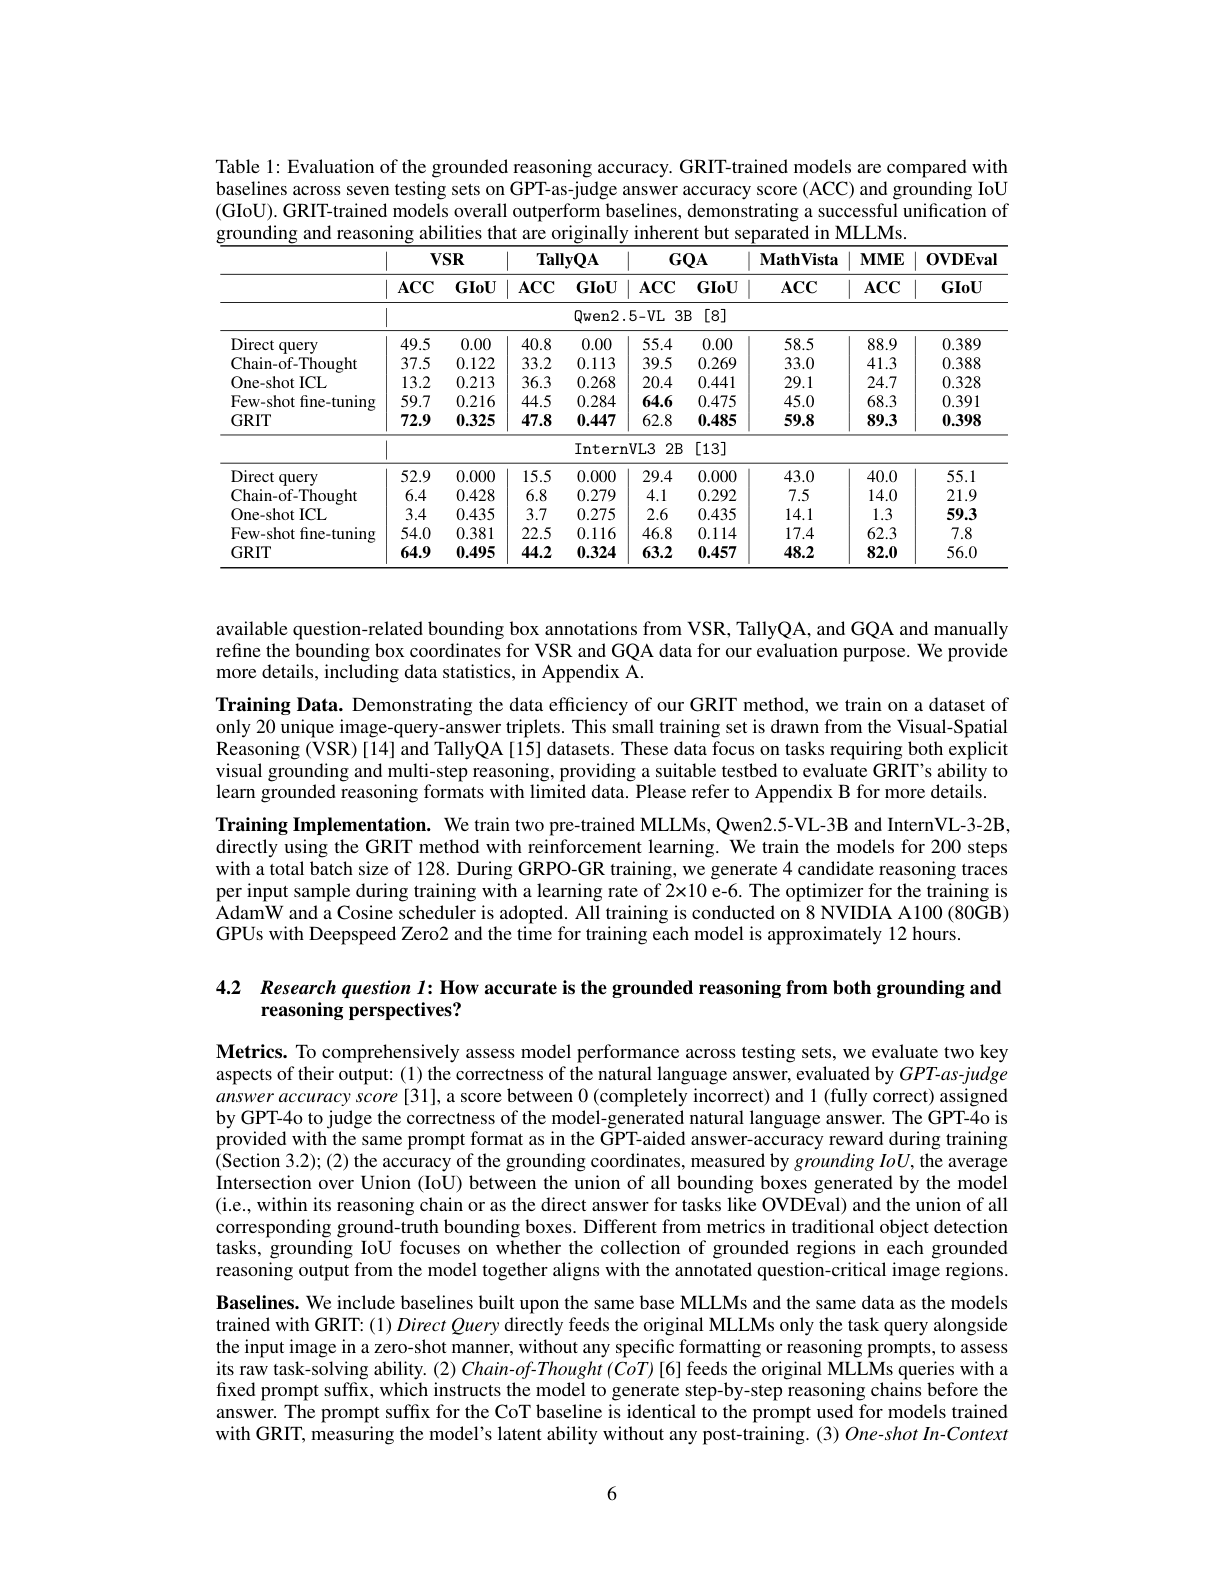 Table 1: Evaluation of the grounded reasoning accuracy. GRIT-trained models are compared with
baselines across seven testing sets on GPT-as-judge answer accuracy score (ACC) and grounding IoU
(GIoU). GRIT-trained models overall outperform baselines, demonstrating a successful unification of
grounding and reasoning abilities that are originally inherent but separated in MLLMs.
VSR TallyQA GQA MathVista MME OVDEval
ACC GIoU ACC GIoU ACC GIoU ACC ACC GIoU
Qwen2.5-VL 3B [8]
Direct query 49.5 0.00 40.8 0.00 55.4 0.00 58.5 88.9 0.389
Chain-of-Thought 37.5 0.122 33.2 0.113 39.5 0.269 33.0 41.3 0.388
One-shot ICL 13.2 0.213 36.3 0.268 20.4 0.441 29.1 24.7 0.328
Few-shot fine-tuning 59.7 0.216 44.5 0.284 64.6 0.475 45.0 68.3 0.391
GRIT 72.9 0.325 47.8 0.447 62.8 0.485 59.8 89.3 0.398
InternVL3 2B [13]
Direct query 52.9 0.000 15.5 0.000 29.4 0.000 43.0 40.0 55.1
Chain-of-Thought 6.4 0.428 6.8 0.279 4.1 0.292 7.5 14.0 21.9
One-shot ICL 3.4 0.435 3.7 0.275 2.6 0.435 14.1 1.3 59.3
Few-shot fine-tuning 54.0 0.381 22.5 0.116 46.8 0.114 17.4 62.3 7.8
GRIT 64.9 0.495 44.2 0.324 63.2 0.457 48.2 82.0 56.0
available question-related bounding box annotations from VSR, TallyQA, and GQA and manually
refine the bounding box coordinates for VSR and GQA data for our evaluation purpose. We provide
more details, including data statistics, in Appendix A.
Training Data. Demonstrating the data efficiency of our GRIT method, we train on a dataset of
only 20 unique image-query-answer triplets. This small training set is drawn from the Visual-Spatial
Reasoning (VSR) [14] and TallyQA [15] datasets. These data focus on tasks requiring both explicit
visual grounding and multi-step reasoning, providing a suitable testbed to evaluate GRIT's ability to
learn grounded reasoning formats with limited data. Please refer to Appendix B for more details.
Training Implementation. We train two pre-trained MLLMs, Qwen2.5-VL-3B and InternVL-3-2B,
directly using the GRIT method with reinforcement learning. We train the models for 200 steps
with a total batch size of 128. During GRPO-GR training, we generate 4 candidate reasoning traces
per input sample during training with a learning rate of 2×10 e-6. The optimizer for the training is
AdamW and a Cosine scheduler is adopted. All training is conducted on 8 NVIDIA A100 (80GB)
GPUs with Deepspeed Zero2 and the time for training each model is approximately 12 hours.
4.2 Research question 1: How accurate is the grounded reasoning from both grounding and
reasoning perspectives?
Metrics. To comprehensively assess model performance across testing sets, we evaluate two key
aspects of their output: (1) the correctness of the natural language answer, evaluated by GPT-as-judge
answer accuracy score [31], a score between 0 (completely incorrect) and 1 (fully correct) assigned
by GPT-4o to judge the correctness of the model-generated natural language answer. The GPT-4o is
provided with the same prompt format as in the GPT-aided answer-accuracy reward during training
(Section 3.2); (2) the accuracy of the grounding coordinates, measured by grounding IoU, the average
Intersection over Union (IoU) between the union of all bounding boxes generated by the model
(i.e., within its reasoning chain or as the direct answer for tasks like OVDEval) and the union of all
corresponding ground-truth bounding boxes. Different from metrics in traditional object detection
tasks, grounding IoU focuses on whether the collection of grounded regions in each grounded
reasoning output from the model together aligns with the annotated question-critical image regions.
Baselines. We include baselines built upon the same base MLLMs and the same data as the models
trained with GRIT: (1) Direct Query directly feeds the original MLLMs only the task query alongside
the input image in a zero-shot manner, without any specific formatting or reasoning prompts, to assess
its raw task-solving ability. (2) Chain-of-Thought (CoT) [6] feeds the original MLLMs queries with a
fixed prompt suffix, which instructs the model to generate step-by-step reasoning chains before the
answer. The prompt suffix for the CoT baseline is identical to the prompt used for models trained
with GRIT, measuring the model's latent ability without any post-training. (3) One-shot In-Context
6